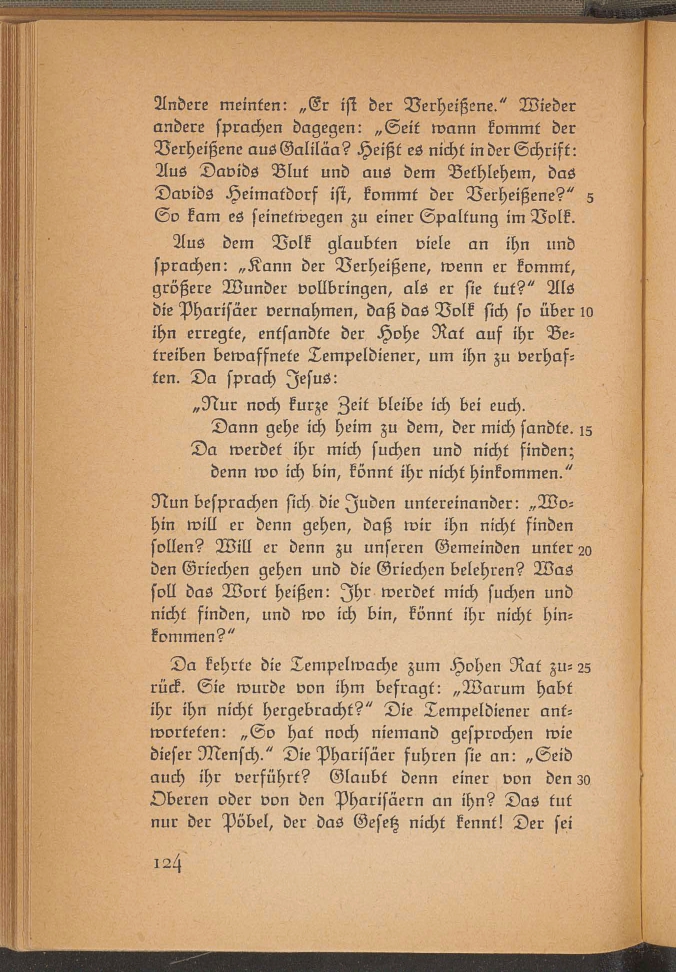 Andere meinten: „Er ist der Verheißene.“ Wieder
andere sprachen dagegen: „Seit wann kommt der
Verheißene aus Galiläa? Heißt es nicht in der Schrift:
Aus Davids Blut und aus dem Bethlehem, das
Davids Heimatdorf ist, kommt der Verheißene?“ 5
So kam es seinetwegen zu einer Spaltung im Volk.
Aus dem Volk glaubten viele an ihn und
sprachen: „Kann der Verheißene, wenn er kommt,
größere Wunder vollbringen, als er sie tut?“ Als
die Pharisäer vernahmen, daß das Volk sich so über 10
ihn erregte, entsandte der Hohe Rat auf ihr Be-
treiben bewaffnete Tempeldiener, um ihn zu verhaf-
ten. Da sprach Jesus:
„Nur noch kurze Zeit bleibe ich bei euch.
Dann gehe ich heim zu dem, der mich sandte. 15
Da werdet ihr mich suchen und nicht finden;
denn wo ich bin, könnt ihr nicht hinkommen.“
Nun besprachen sich die Juden untereinander: „Wo-
hin will er denn gehen, daß wir ihn nicht finden
sollen? Will er denn zu unseren Gemeinden unter 20
den Griechen gehen und die Griechen belehren? Was
soll das Wort heißen: Ihr werdet mich suchen und
nicht finden, und wo ich bin, könnt ihr nicht hin-
kommen?“
Da kehrte die Tempelwache zum Hohen Rat zu- 25
rück. Sie wurde von ihm befragt: „Warum habt
ihr ihn nicht hergebracht?“ Die Tempeldiener ant-
worteten: „So hat noch niemand gesprochen wie
dieser Mensch.“ Die Pharisäer fuhren sie an: „Seid
auch ihr verführt? Glaubt denn einer von den 30
Oberen oder von den Pharisäern an ihn? Das tut
nur der Pöbel, der das Gesetz nicht kennt! Der sei
124